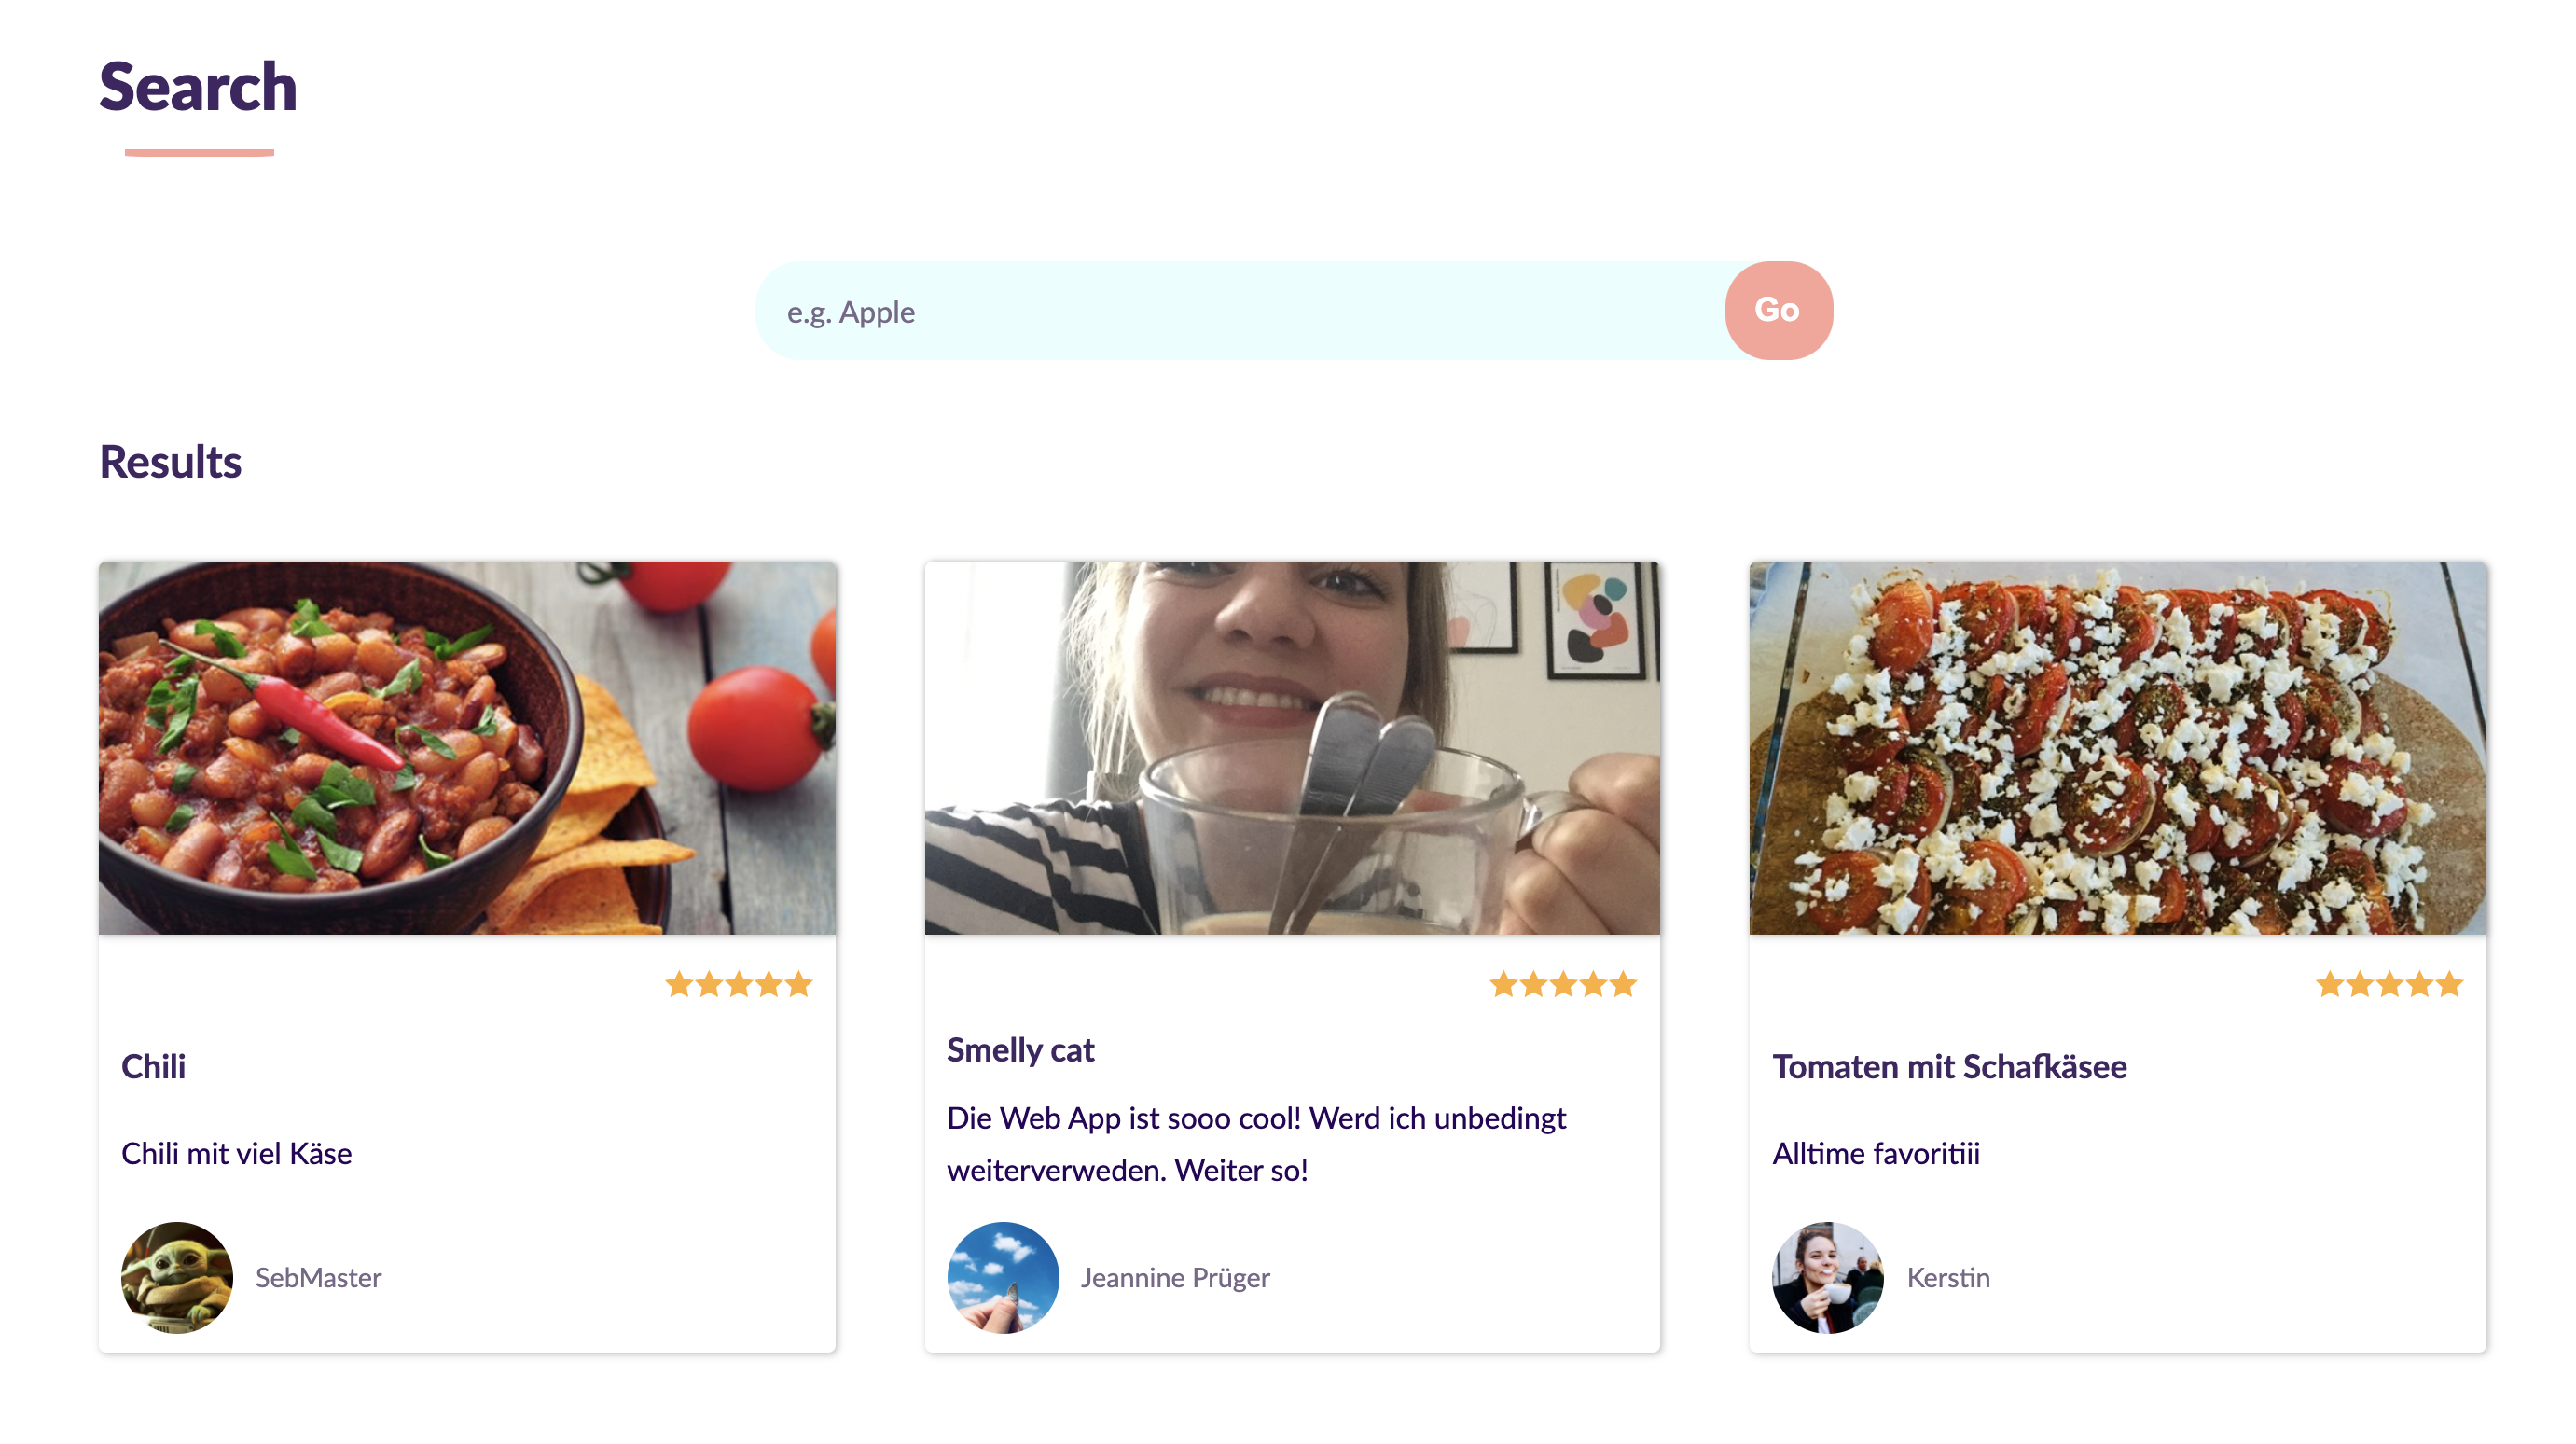 Search
e.g. Apple
Go
Results
Chili
Chili mit viel Käse
SebMaster
Smelly cat
Die Web App ist sooo cool! Werd ich unbedingt
weiterverweden. Weiter so!
Jeannine Prüger
Tomaten mit Schafkäsee
Alltime favoritiii
Kerstin